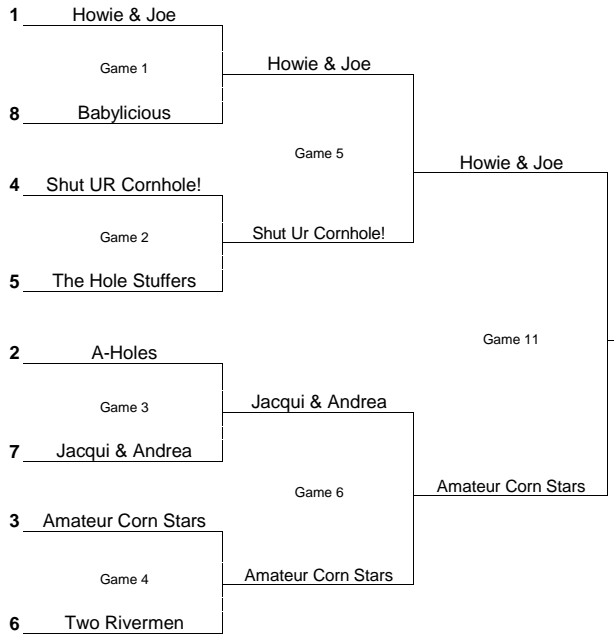 1 Howie & Joe
Game 1
Howie & Joe
8 Babylicious
Game 5
Howie & Joe
4 Shut UR Cornhole!
Game 2
Shut Ur Cornhole!
5 The Hole Stuffers
Game 11
2 A-Holes
Game 3
Jacqui & Andrea
7 Jacqui & Andrea
Game 6
Amateur Corn Stars
3 Amateur Corn Stars
Game 4
Amateur Corn Stars
6 Two Rivermen